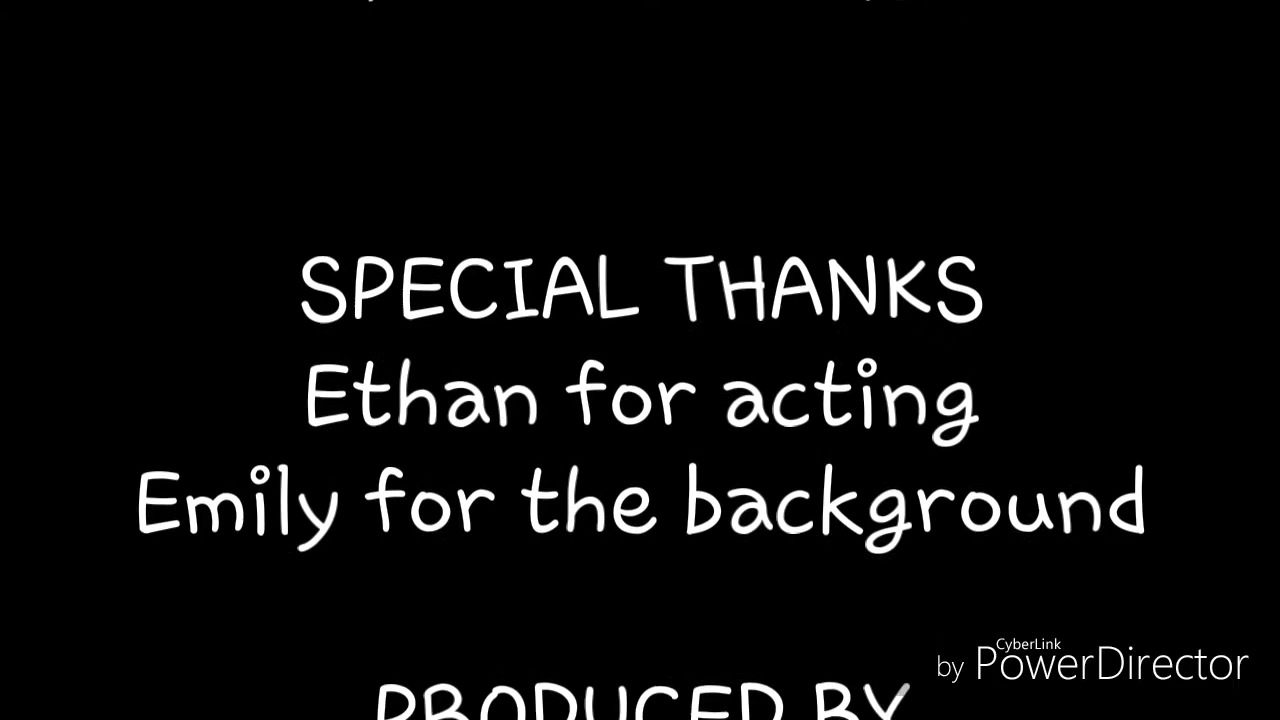 SPECIAL THANKS
Ethan for acting
Emily for the background
CyberLink
by PowerDirector
PRODUCED BY